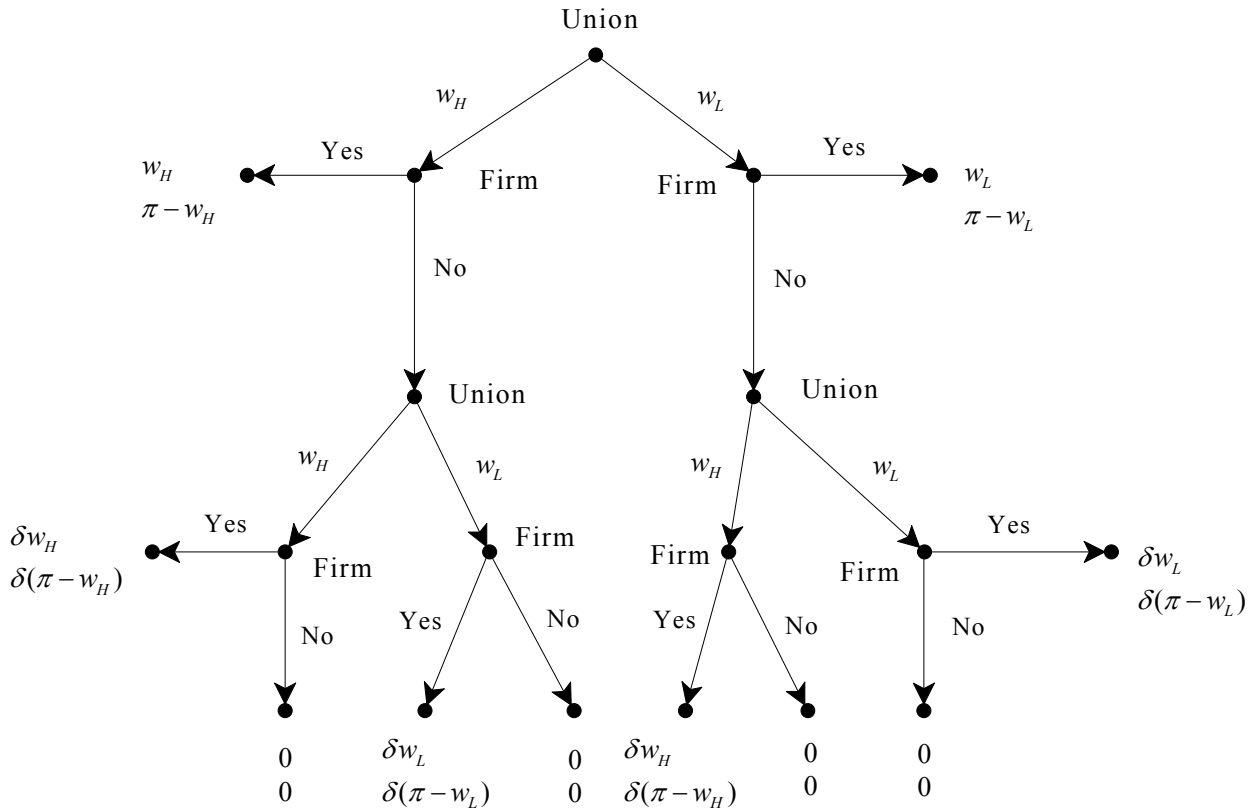 Union
w_H
w_L
Yes
Yes
w_H
π − w_H
Firm
Firm
w_L
π − w_L
No
No
Union
Union
w_H
w_L
w_H
w_L
Yes
Firm
Yes
δw_H
δ(π − w_H)
Firm
Firm
Firm
δw_L
δ(π − w_L)
No
Yes
No
Yes
No
No
0
0
δw_L
δ(π − w_L)
0
0
δw_H
δ(π − w_H)
0
0
0
0